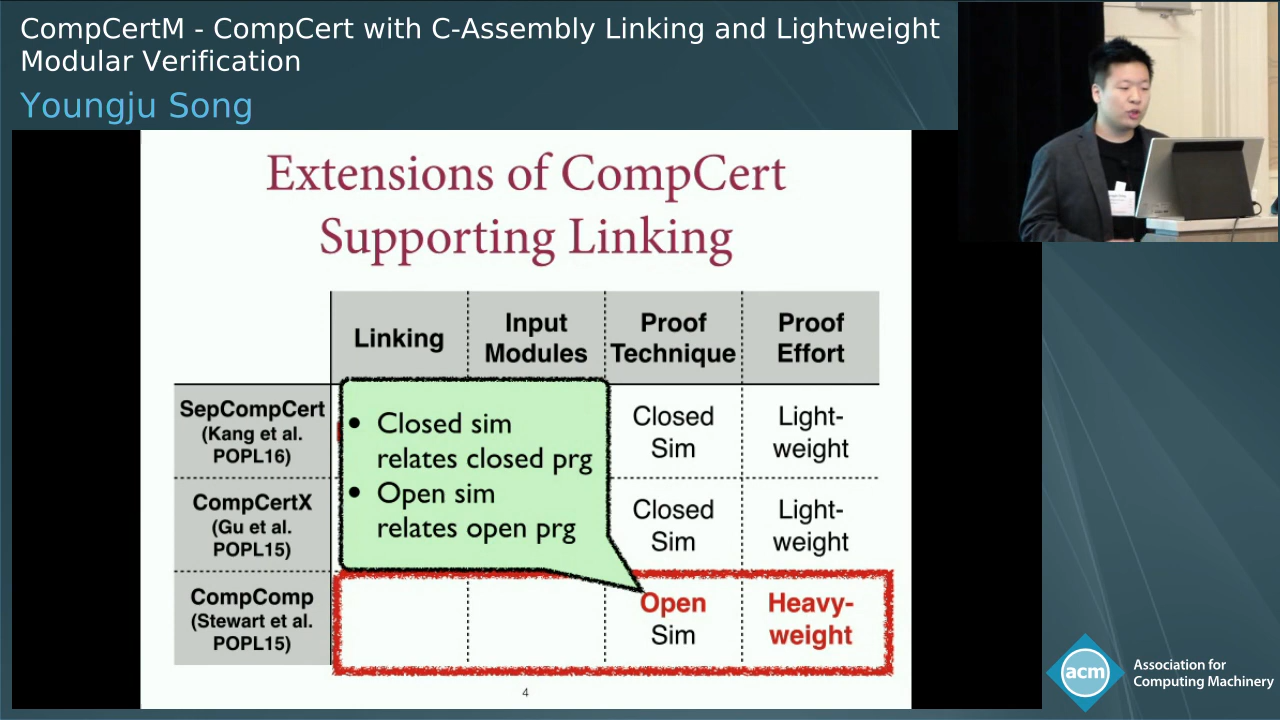 CompCertM - CompCert with C-Assembly Linking and Lightweight
Modular Verification
Youngju Song
Extensions of CompCert
Supporting Linking
Linking
Input
Modules
Proof
Technique
Proof
Effort
SepCompCert
(Kang et al.
POPL16)
• Closed sim
relates closed prg
• Open sim
relates open prg
Closed
Sim
Light-
weight
CompCertX
(Gu et al.
POPL15)
Closed
Sim
Light-
weight
CompComp
(Stewart et al.
POPL15)
Open
Sim
Heavy-
weight
4
acm
Association for
Computing Machinery